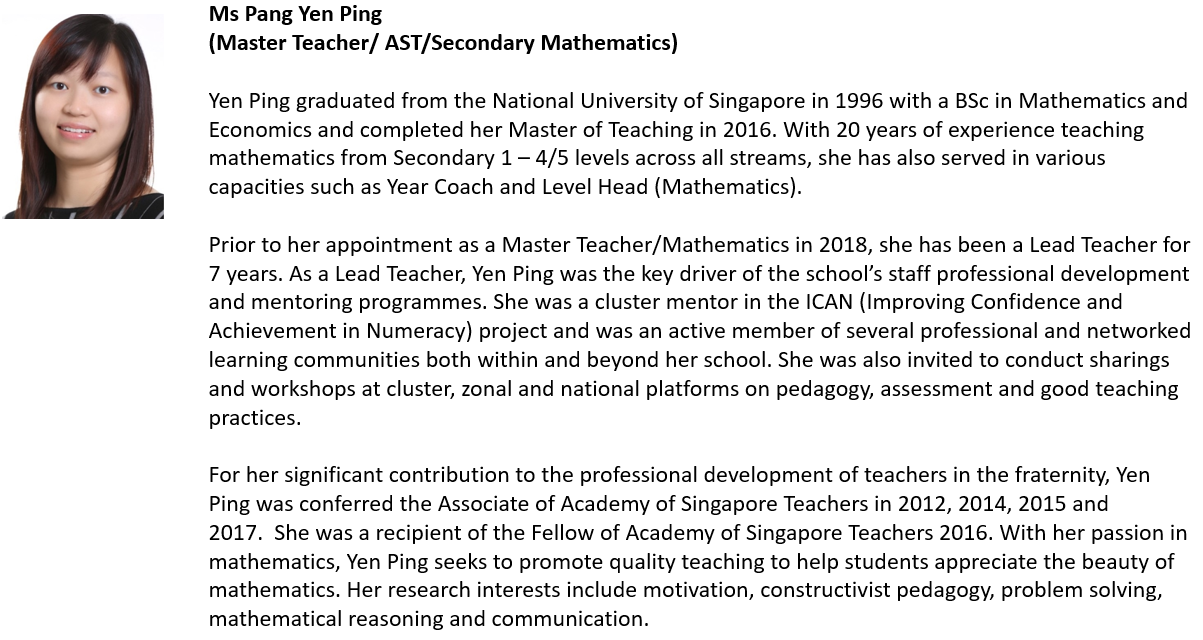 Ms Pang Yen Ping
(Master Teacher/ AST/Secondary Mathematics)
Yen Ping graduated from the National University of Singapore in 1996 with a BSc in Mathematics and
Economics and completed her Master of Teaching in 2016. With 20 years of experience teaching
mathematics from Secondary 1 – 4/5 levels across all streams, she has also served in various
capacities such as Year Coach and Level Head (Mathematics).
Prior to her appointment as a Master Teacher/Mathematics in 2018, she has been a Lead Teacher for
7 years. As a Lead Teacher, Yen Ping was the key driver of the school’s staff professional development
and mentoring programmes. She was a cluster mentor in the ICAN (Improving Confidence and
Achievement in Numeracy) project and was an active member of several professional and networked
learning communities both within and beyond her school. She was also invited to conduct sharings
and workshops at cluster, zonal and national platforms on pedagogy, assessment and good teaching
practices.
For her significant contribution to the professional development of teachers in the fraternity, Yen
Ping was conferred the Associate of Academy of Singapore Teachers in 2012, 2014, 2015 and
2017.  She was a recipient of the Fellow of Academy of Singapore Teachers 2016. With her passion in
mathematics, Yen Ping seeks to promote quality teaching to help students appreciate the beauty of
mathematics. Her research interests include motivation, constructivist pedagogy, problem solving,
mathematical reasoning and communication.